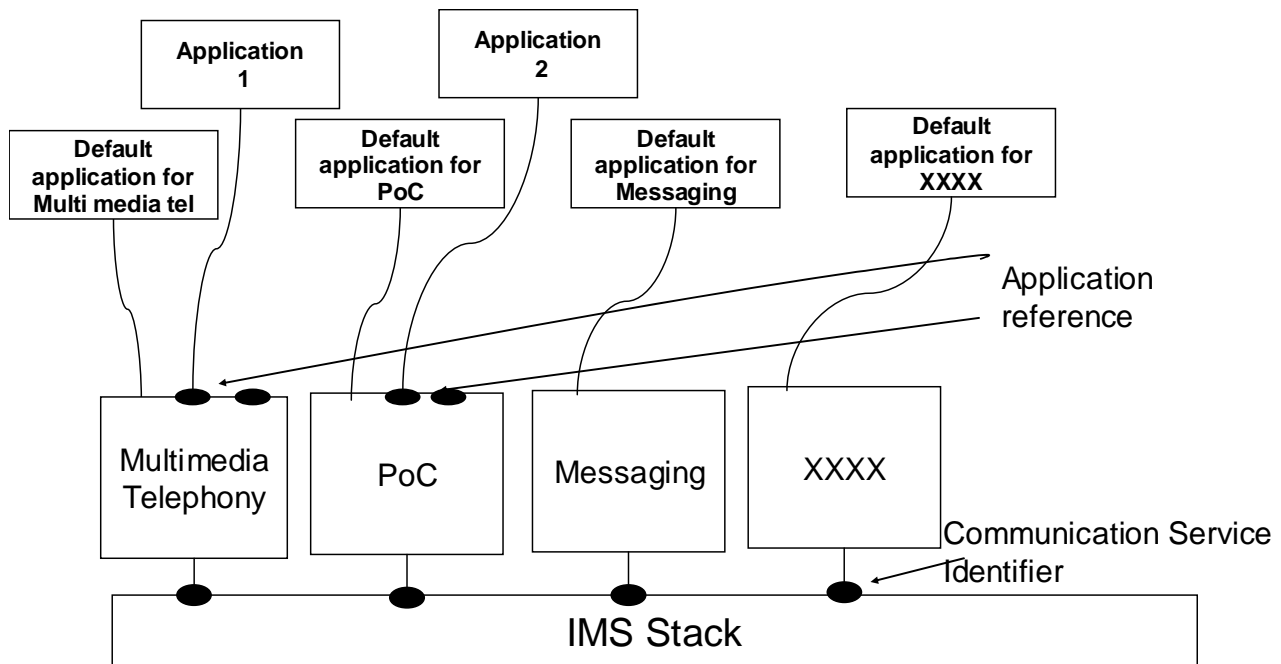 Application
1
Application
2
Default
application for
Multi media tel
Default
application for
PoC
Default
application for
Messaging
Default
application for
XXXX
Application
reference
Multimedia
Telephony
PoC
Messaging
XXXX
Communication Service
Identifier
IMS Stack